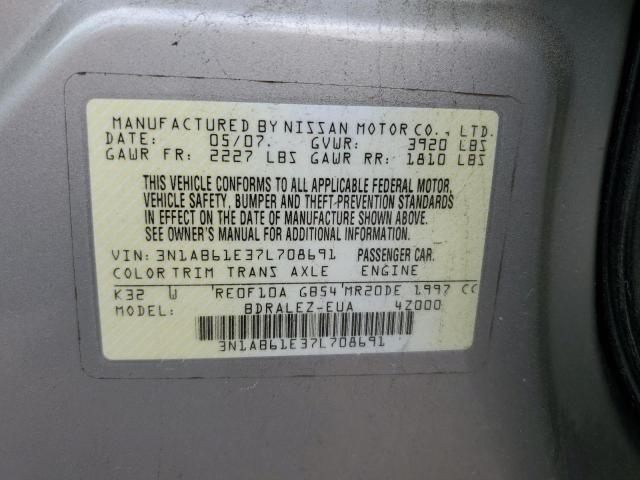 MANUFACTURED BY NISSAN MOTOR CO., LTD.
DATE: 05/07. GVWR: 3920 LBS
GAWR FR: 2227 LBS GAWR RR: 1810 LBS
THIS VEHICLE CONFORMS TO ALL APPLICABLE FEDERAL MOTOR
VEHICLE SAFETY, BUMPER AND THEFT-PREVENTION STANDARDS
IN EFFECT ON THE DATE OF MANUFACTURE SHOWN ABOVE.
SEE OWNER'S MANUAL FOR ADDITIONAL INFORMATION.
VIN: 3N1AB61E37L708691 PASSENGER CAR.
COLOR TRIM TRANS AXLE ENGINE
K32 W RE0F10A GB54 MR20DE 1997 CC
BDRALEZ-EUA 4Z000
3N1AB61E37L708691